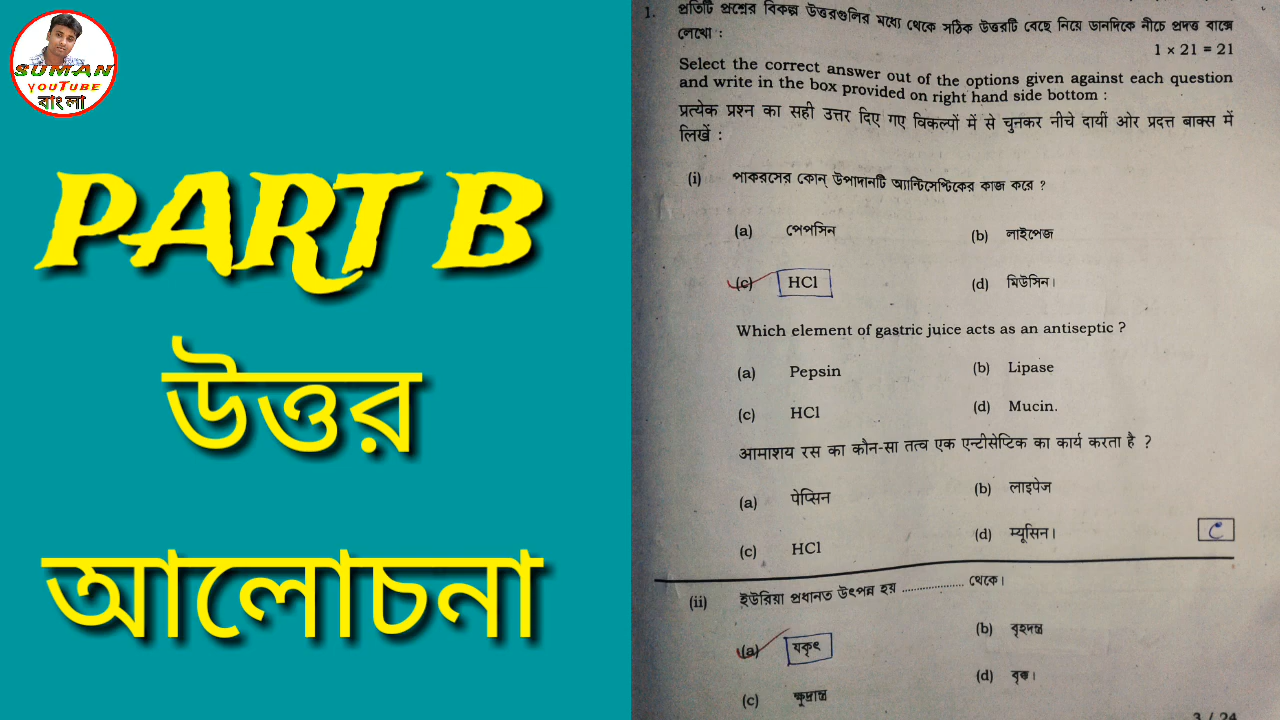 SUMAN
YOUTUBE
বাংলা
PART B
উত্তর
আলোচনা
1. প্রতিটি প্রশ্নের বিকল্প উত্তরগুলির মধ্যে থেকে সঠিক উত্তরটি বেছে নিয়ে ডানদিকে নীচে প্রদত্ত বাক্সে
লেখো :
1 × 21 = 21
Select the correct answer out of the options given against each question
and write in the box provided on right hand side bottom :
प्रत्येक प्रश्न का सही उत्तर दिए गए विकल्पों में से चुनकर नीचे दायीं ओर प्रदत्त बाक्स में
लिखें :
(i) পাকরসের কোন্ উপাদানটি অ্যান্টিসেপ্টিকের কাজ করে ?
(a) পেপসিন (b) লাইপেজ
(c) HCl (d) মিউসিন।
Which element of gastric juice acts as an antiseptic ?
(a) Pepsin (b) Lipase
(c) HCl (d) Mucin.
आमाशय रस का कौन-सा तत्व एक एन्टीसेप्टिक का कार्य करता है ?
(a) पेप्सिन (b) लाइपेज
(c) HCl (d) म्यूसिन।
C
(ii) ইউরিয়া প্রধানত উৎপন্ন হয় ...................... থেকে।
(a) যকৃৎ (b) বৃহদন্ত্র
(c) ক্ষুদ্রান্ত্র (d) বৃক্ক।
3 / 24